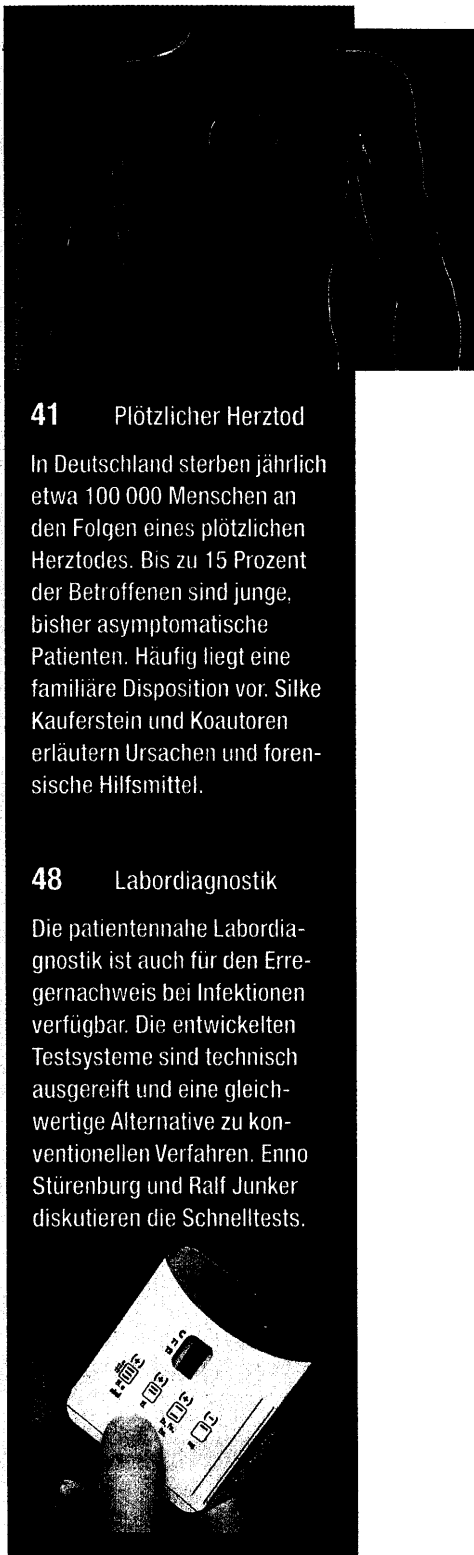 41 Plötzlicher Herztod
In Deutschland sterben jährlich
etwa 100 000 Menschen an
den Folgen eines plötzlichen
Herztodes. Bis zu 15 Prozent
der Betroffenen sind junge,
bisher asymptomatische
Patienten. Häufig liegt eine
familiäre Disposition vor. Silke
Kauferstein und Koautoren
erläutern Ursachen und foren-
sische Hilfsmittel.
48 Labordiagnostik
Die patientennahe Labordia-
gnostik ist auch für den Erre-
gernachweis bei Infektionen
verfügbar. Die entwickelten
Testsysteme sind technisch
ausgereift und eine gleich-
wertige Alternative zu kon-
ventionellen Verfahren. Enno
Stürenburg und Ralf Junker
diskutieren die Schnelltests.